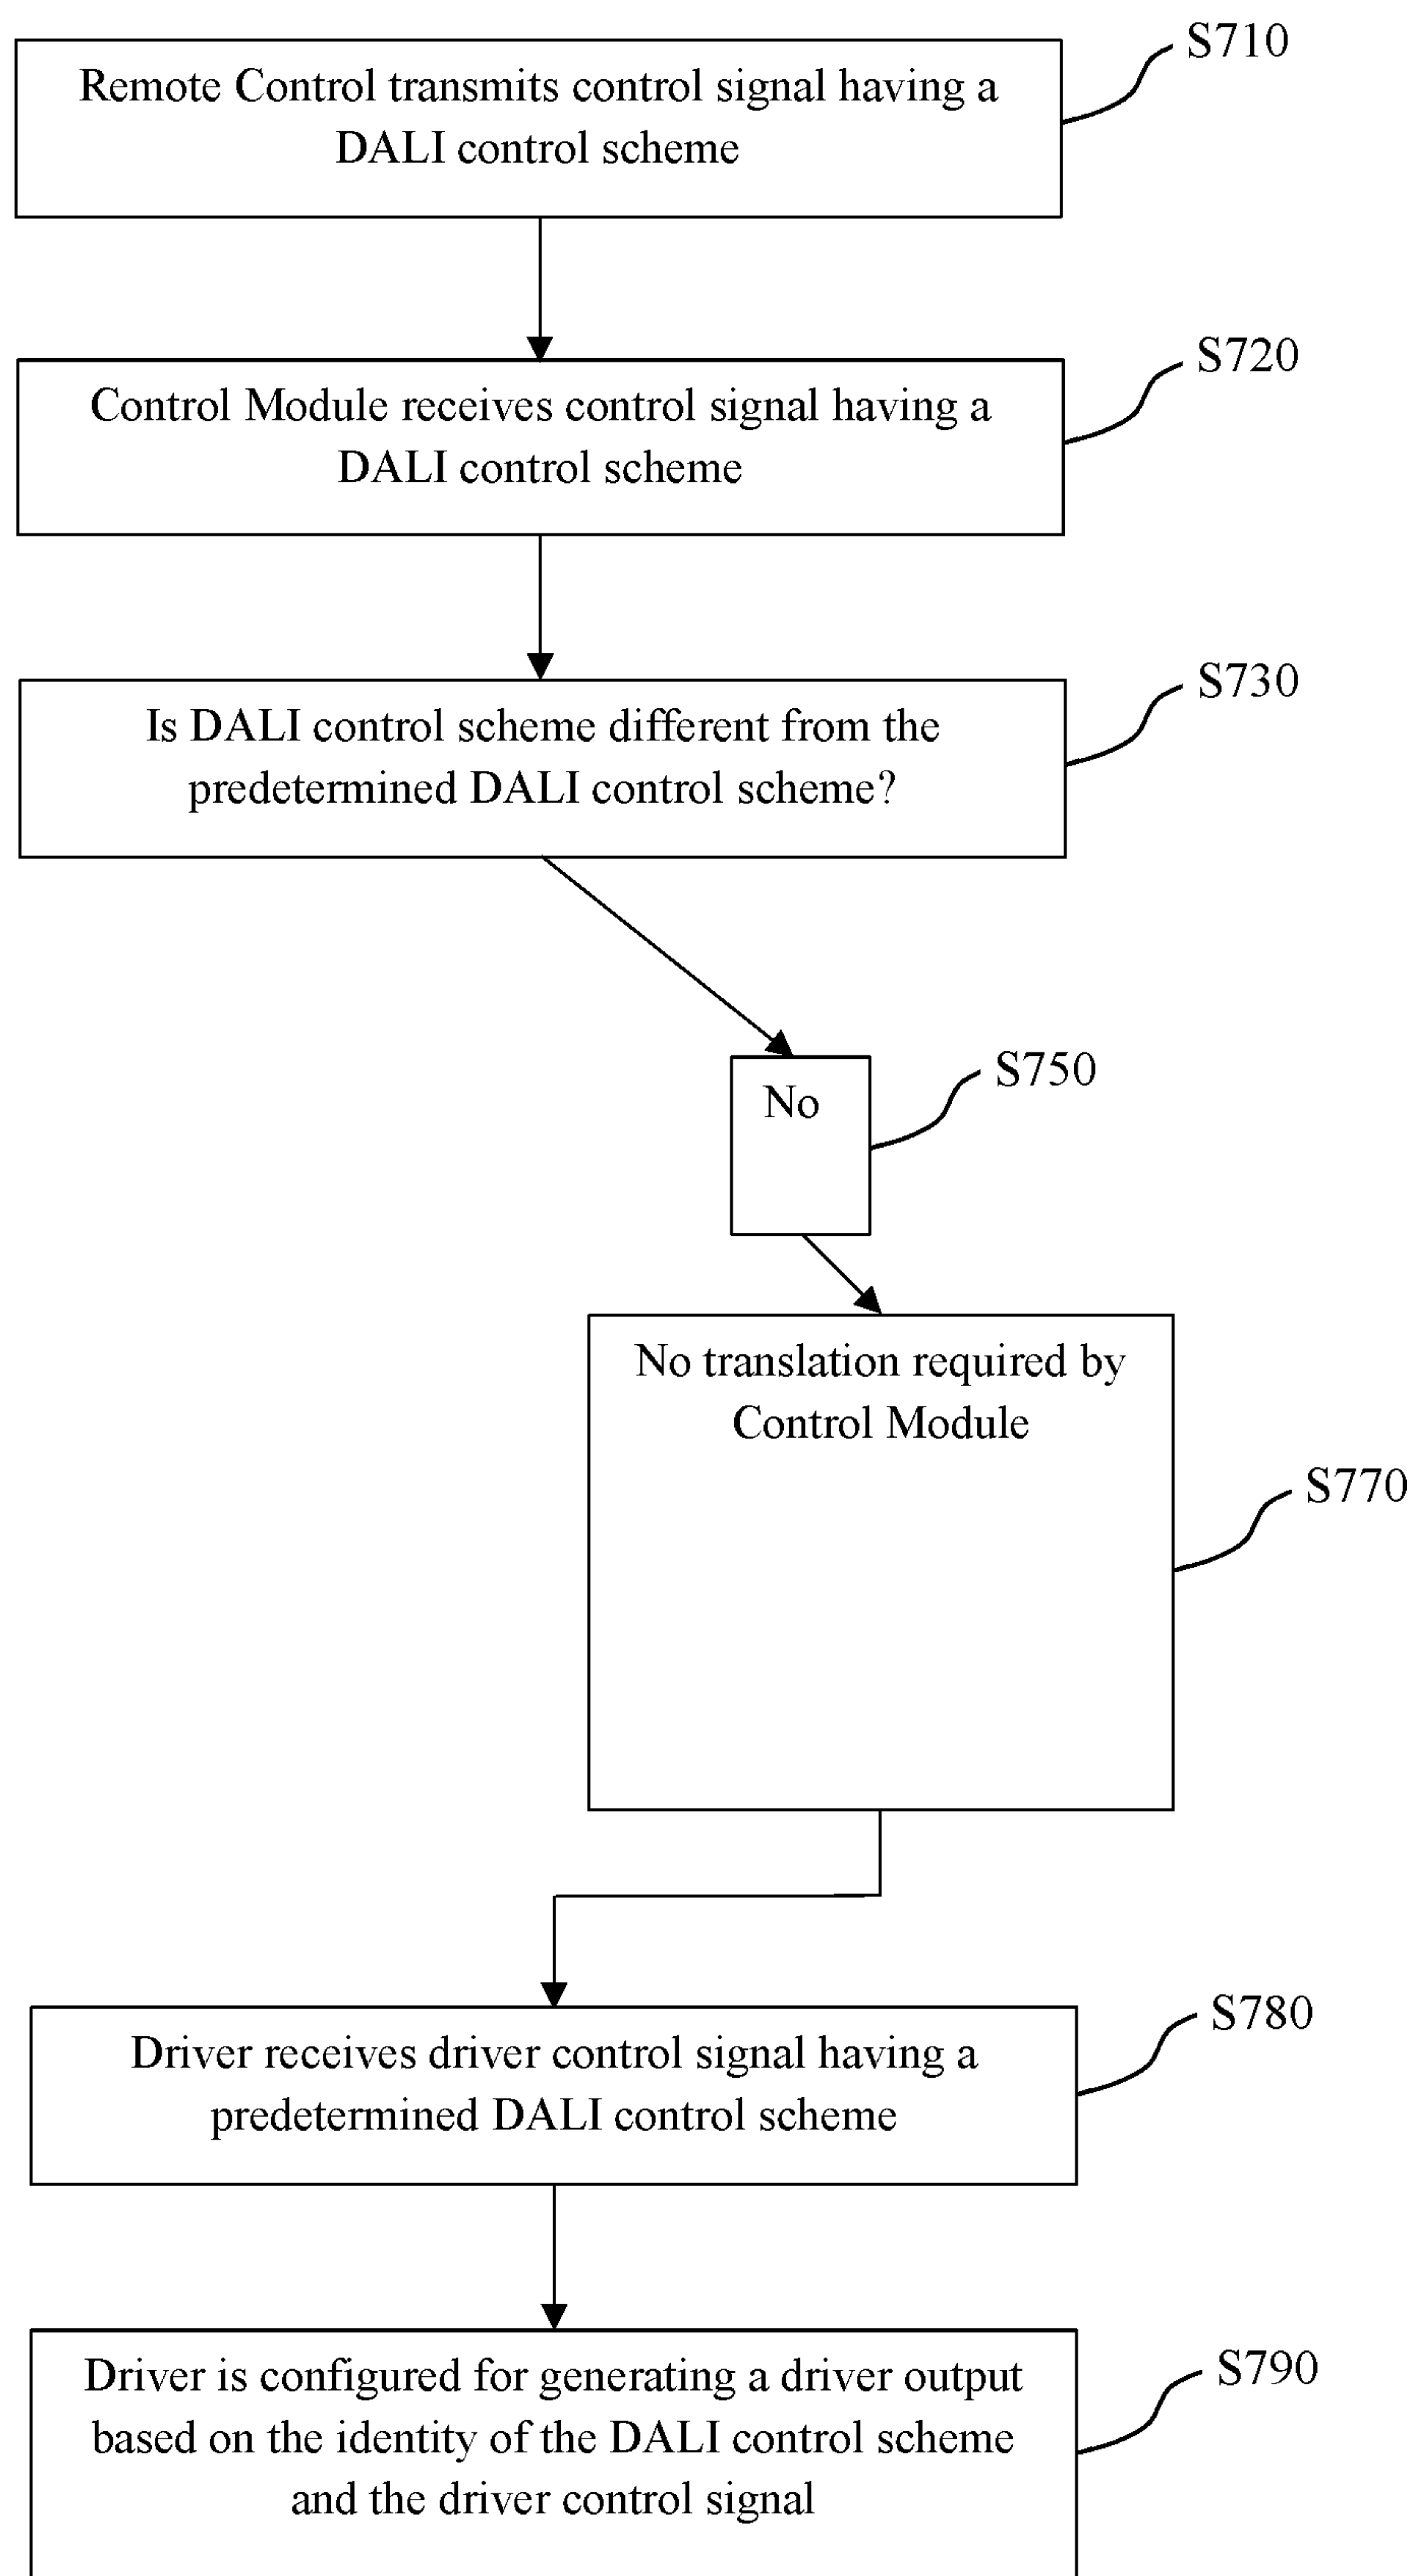 S710
Remote Control transmits control signal having a
DALI control scheme
S720
Control Module receives control signal having a
DALI control scheme
S730
Is DALI control scheme different from the
predetermined DALI control scheme?
S750
No
No translation required by
Control Module
S770
S780
Driver receives driver control signal having a
predetermined DALI control scheme
S790
Driver is configured for generating a driver output
based on the identity of the DALI control scheme
and the driver control signal